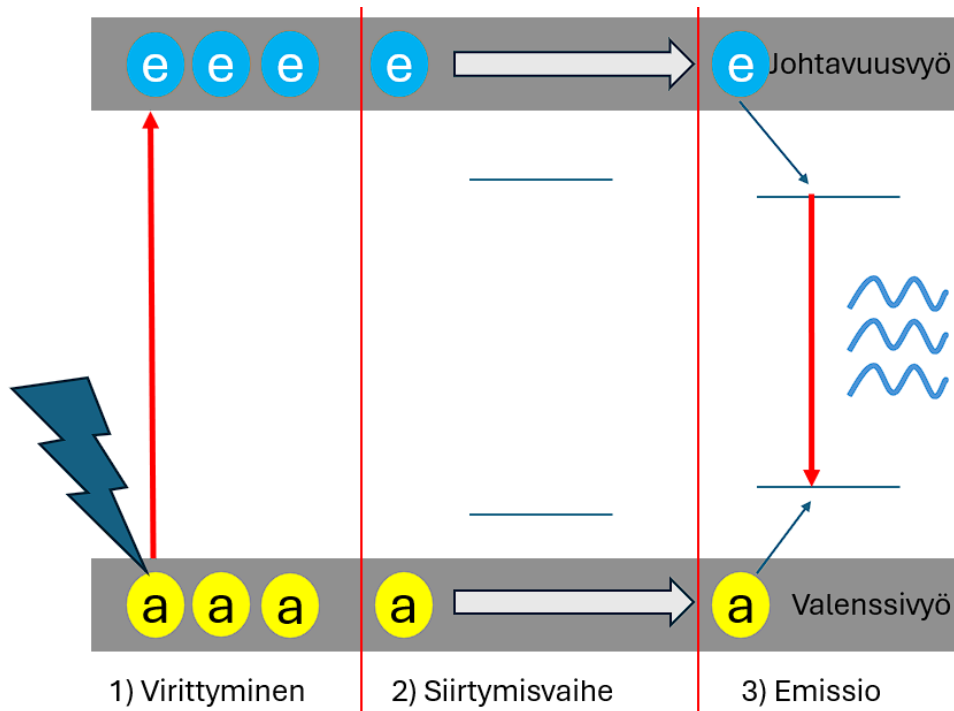 e e e e e Johtavuusvyö
a a a a a Valenssivyö
1) Virittyminen 2) Siirtymisvaihe 3) Emissio